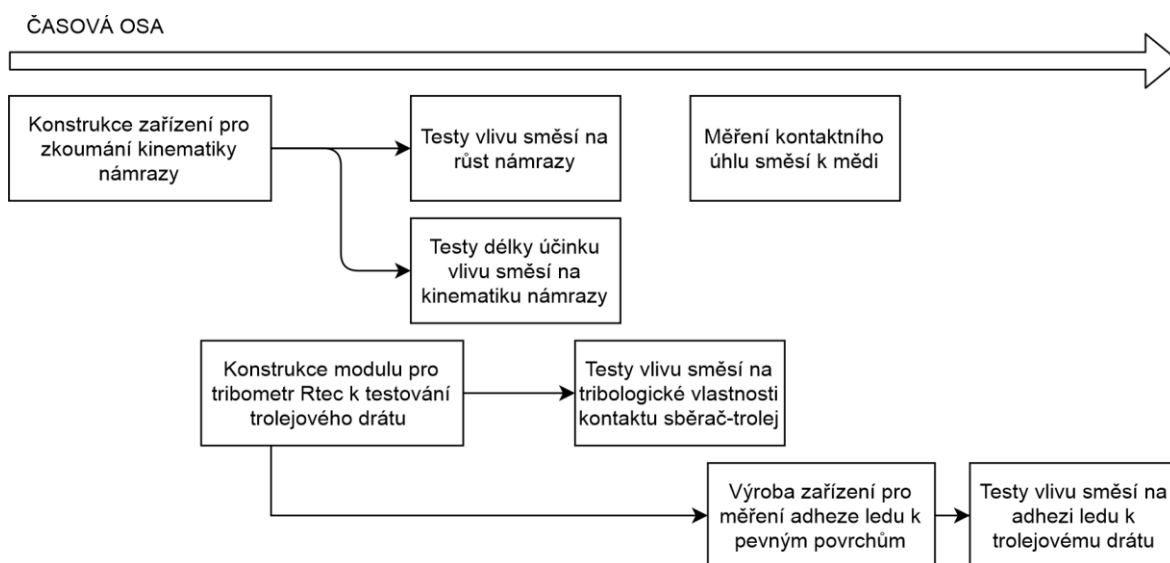 ČASOVÁ OSA
Konstrukce zařízení pro
zkoumání kinematiky
námrazy
Testy vlivu směsí na
růst námrazy
Měření kontaktního
úhlu směsí k mědi
Testy délky účinku
vlivu směsí na
kinematiku námrazy
Konstrukce modulu pro
tribometr Rtec k testování
trolejového drátu
Testy vlivu směsí na
tribologické vlastnosti
kontaktu sběrač-trolej
Výroba zařízení pro
měření adheze ledu k
pevným povrchům
Testy vlivu směsí na
adhezi ledu k
trolejovému drátu